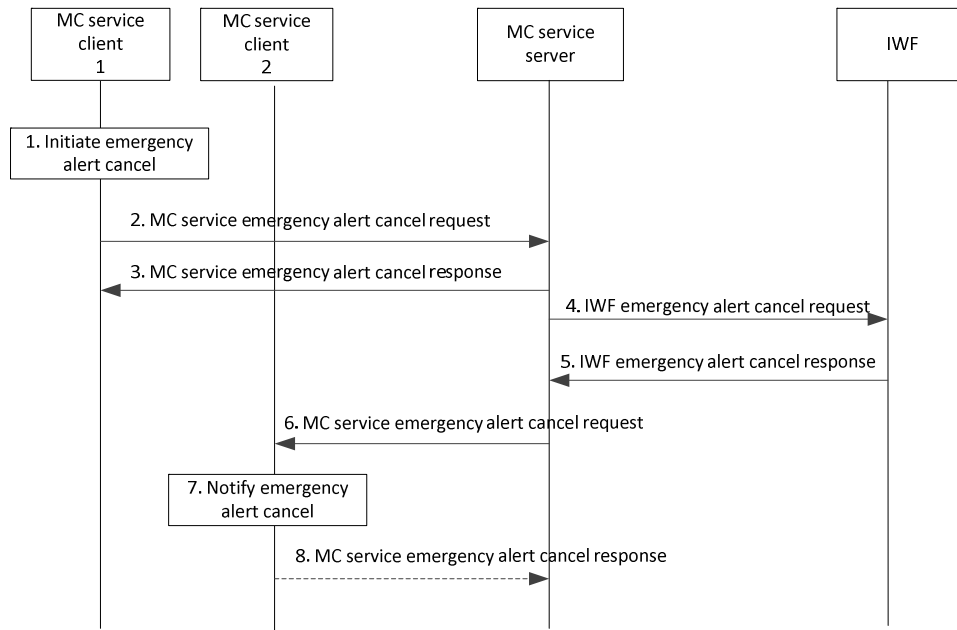 MC service
client
1
MC service
client
2
MC service
server
IWF
1. Initiate emergency
alert cancel
2. MC service emergency alert cancel request
3. MC service emergency alert cancel response
4. IWF emergency alert cancel request
5. IWF emergency alert cancel response
6. MC service emergency alert cancel request
7. Notify emergency
alert cancel
8. MC service emergency alert cancel response